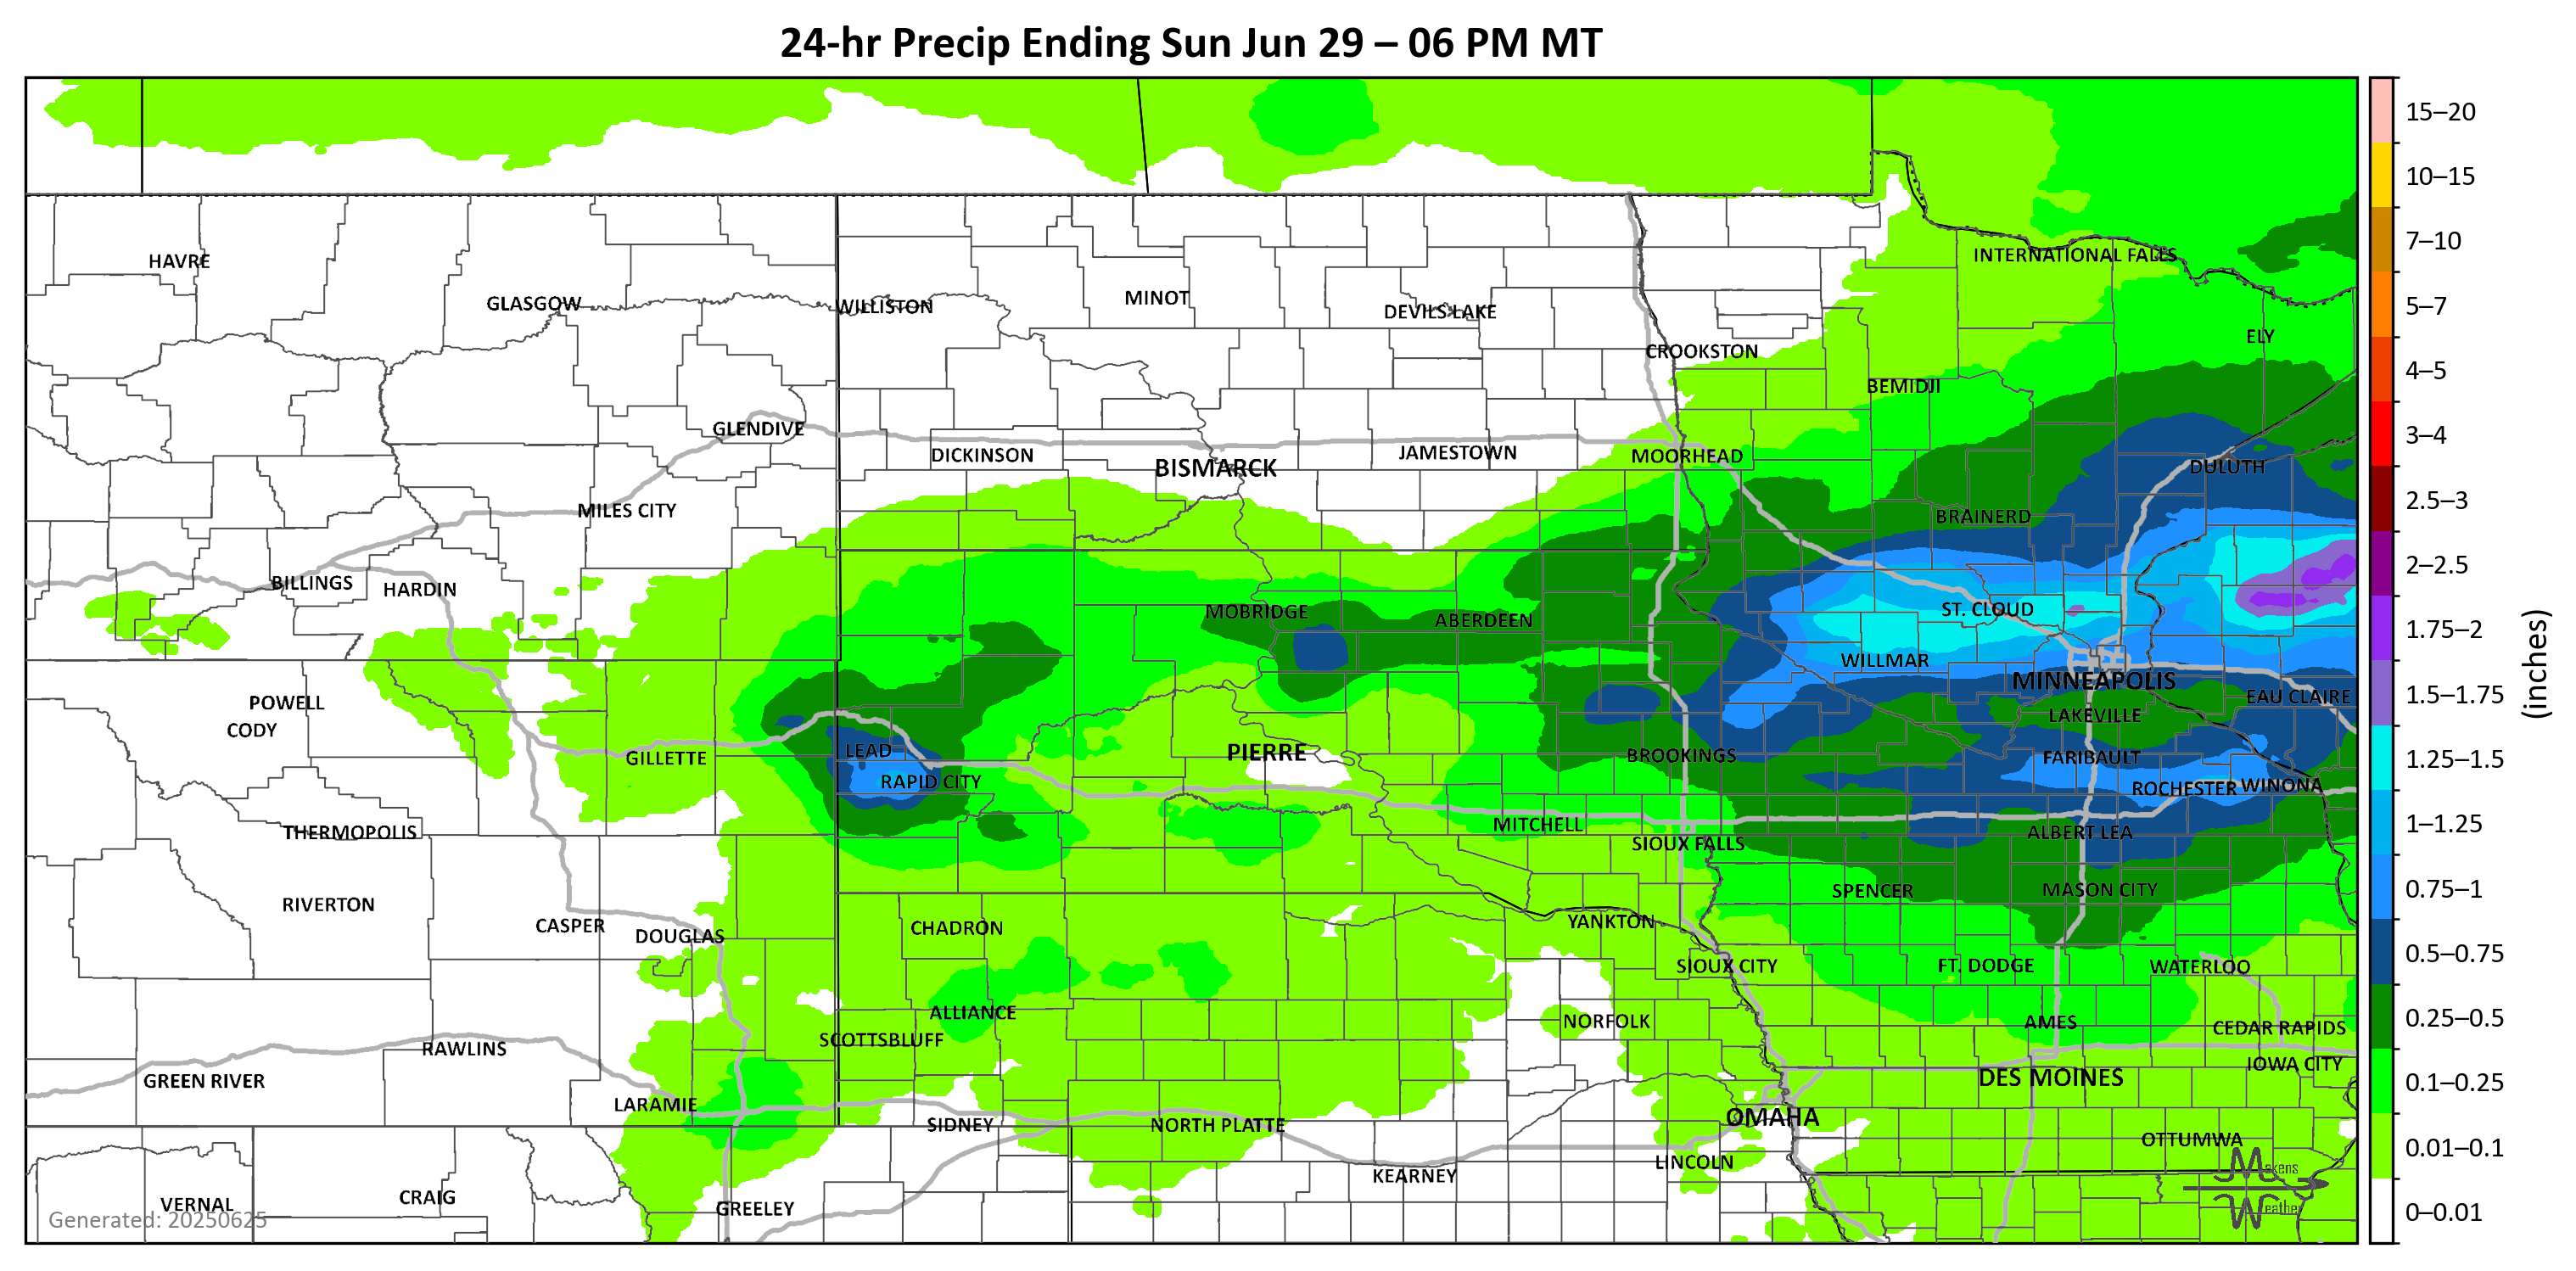 24-hr Precip Ending Sun Jun 29 – 06 PM MT
15–20
10–15
7–10
5–7
4–5
3–4
2.5–3
2–2.5
1.75–2
1.5–1.75
1.25–1.5
1–1.25
0.75–1
0.5–0.75
0.25–0.5
0.1–0.25
0.01–0.1
0–0.01
(inches)
HAVRE
INTERNATIONAL FALLS
GLASGOW
WILLISTON
MINOT
DEVILS LAKE
ELY
CROOKSTON
BEMIDJI
GLENDIVE
DICKINSON
BISMARCK
JAMESTOWN
MOORHEAD
DULUTH
MILES CITY
BRAINERD
BILLINGS
HARDIN
MOBRIDGE
ABERDEEN
ST. CLOUD
WILLMAR
MINNEAPOLIS
EAU CLAIRE
POWELL
CODY
LAKEVILLE
GILLETTE
LEAD
PIERRE
BROOKINGS
FARIBAULT
RAPID CITY
ROCHESTER
WINONA
THERMOPOLIS
MITCHELL
ALBERT LEA
SIOUX FALLS
SPENCER
MASON CITY
RIVERTON
CASPER
DOUGLAS
CHADRON
YANKTON
SIOUX CITY
FT. DODGE
WATERLOO
ALLIANCE
SCOTTSBLUFF
NORFOLK
AMES
CEDAR RAPIDS
RAWLINS
IOWA CITY
GREEN RIVER
DES MOINES
LARAMIE
SIDNEY
NORTH PLATTE
OMAHA
OTTUMWA
LINCOLN
KEARNEY
VERNAL
CRAIG
GREELEY
Generated: 20250625
Makens
Weather